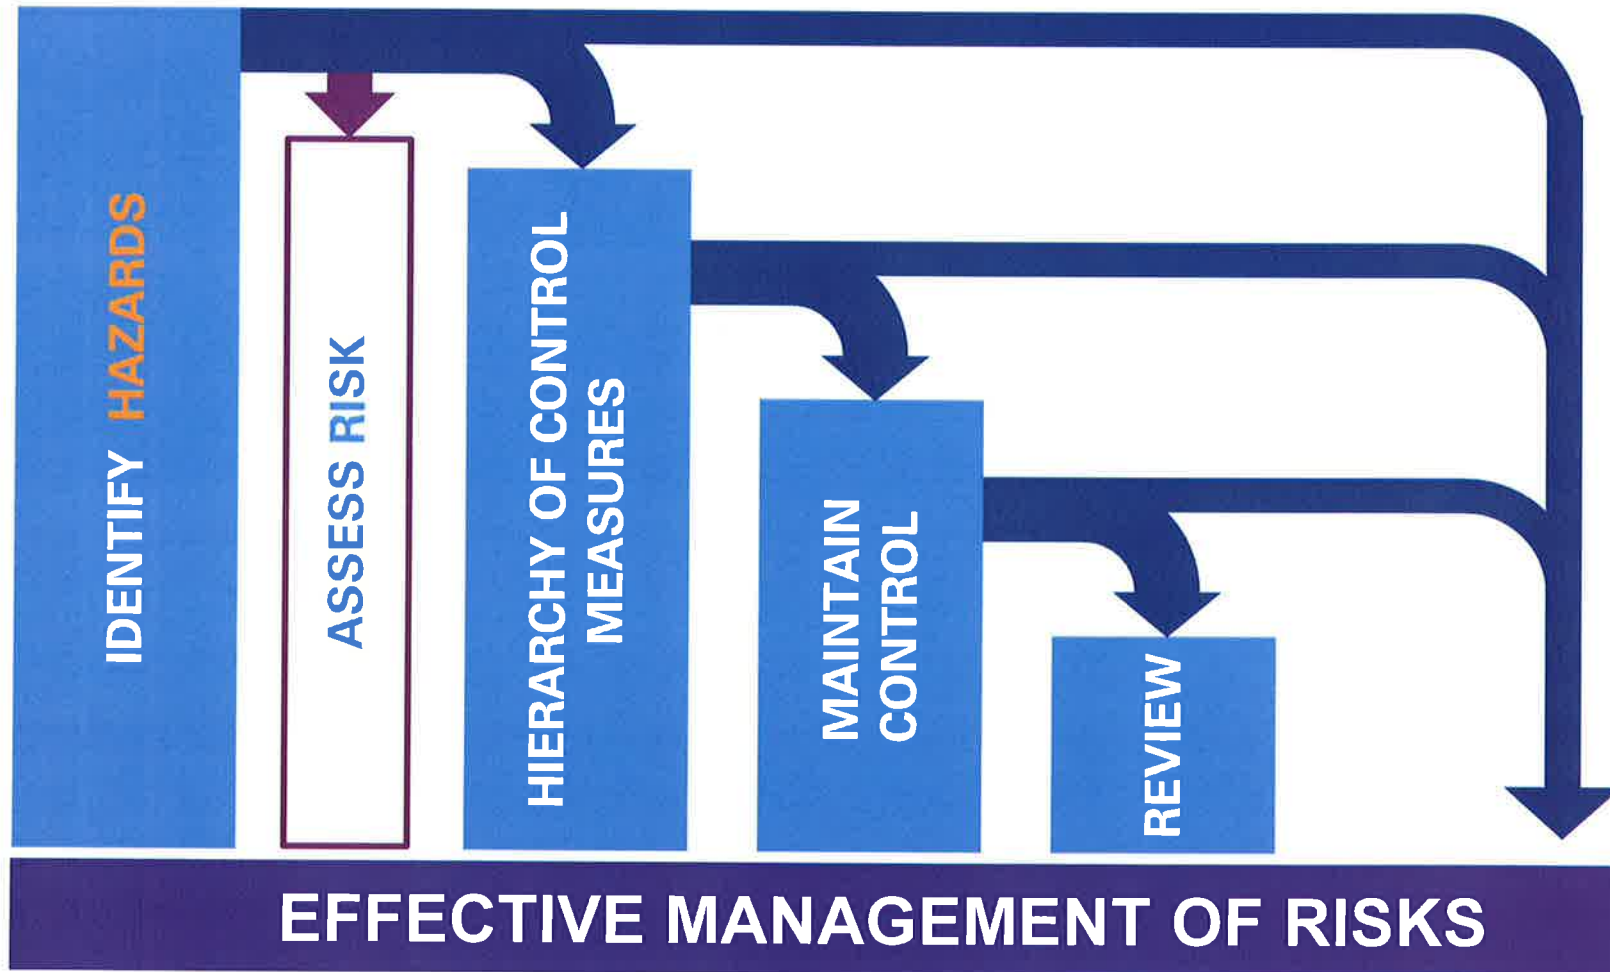 IDENTIFY HAZARDS
ASSESS RISK
HIERARCHY OF CONTROL
MEASURES
MAINTAIN
CONTROL
REVIEW
EFFECTIVE MANAGEMENT OF RISKS